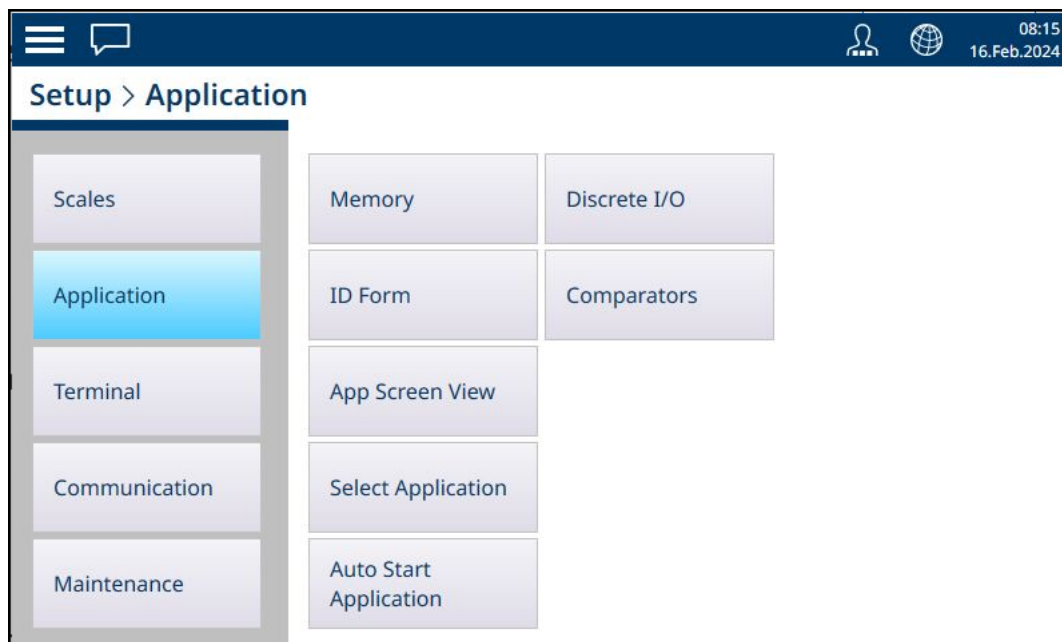 08:15
16.Feb.2024
Setup > Application
Scales
Application
Terminal
Communication
Maintenance
Memory
ID Form
App Screen View
Select Application
Auto Start
Application
Discrete I/O
Comparators